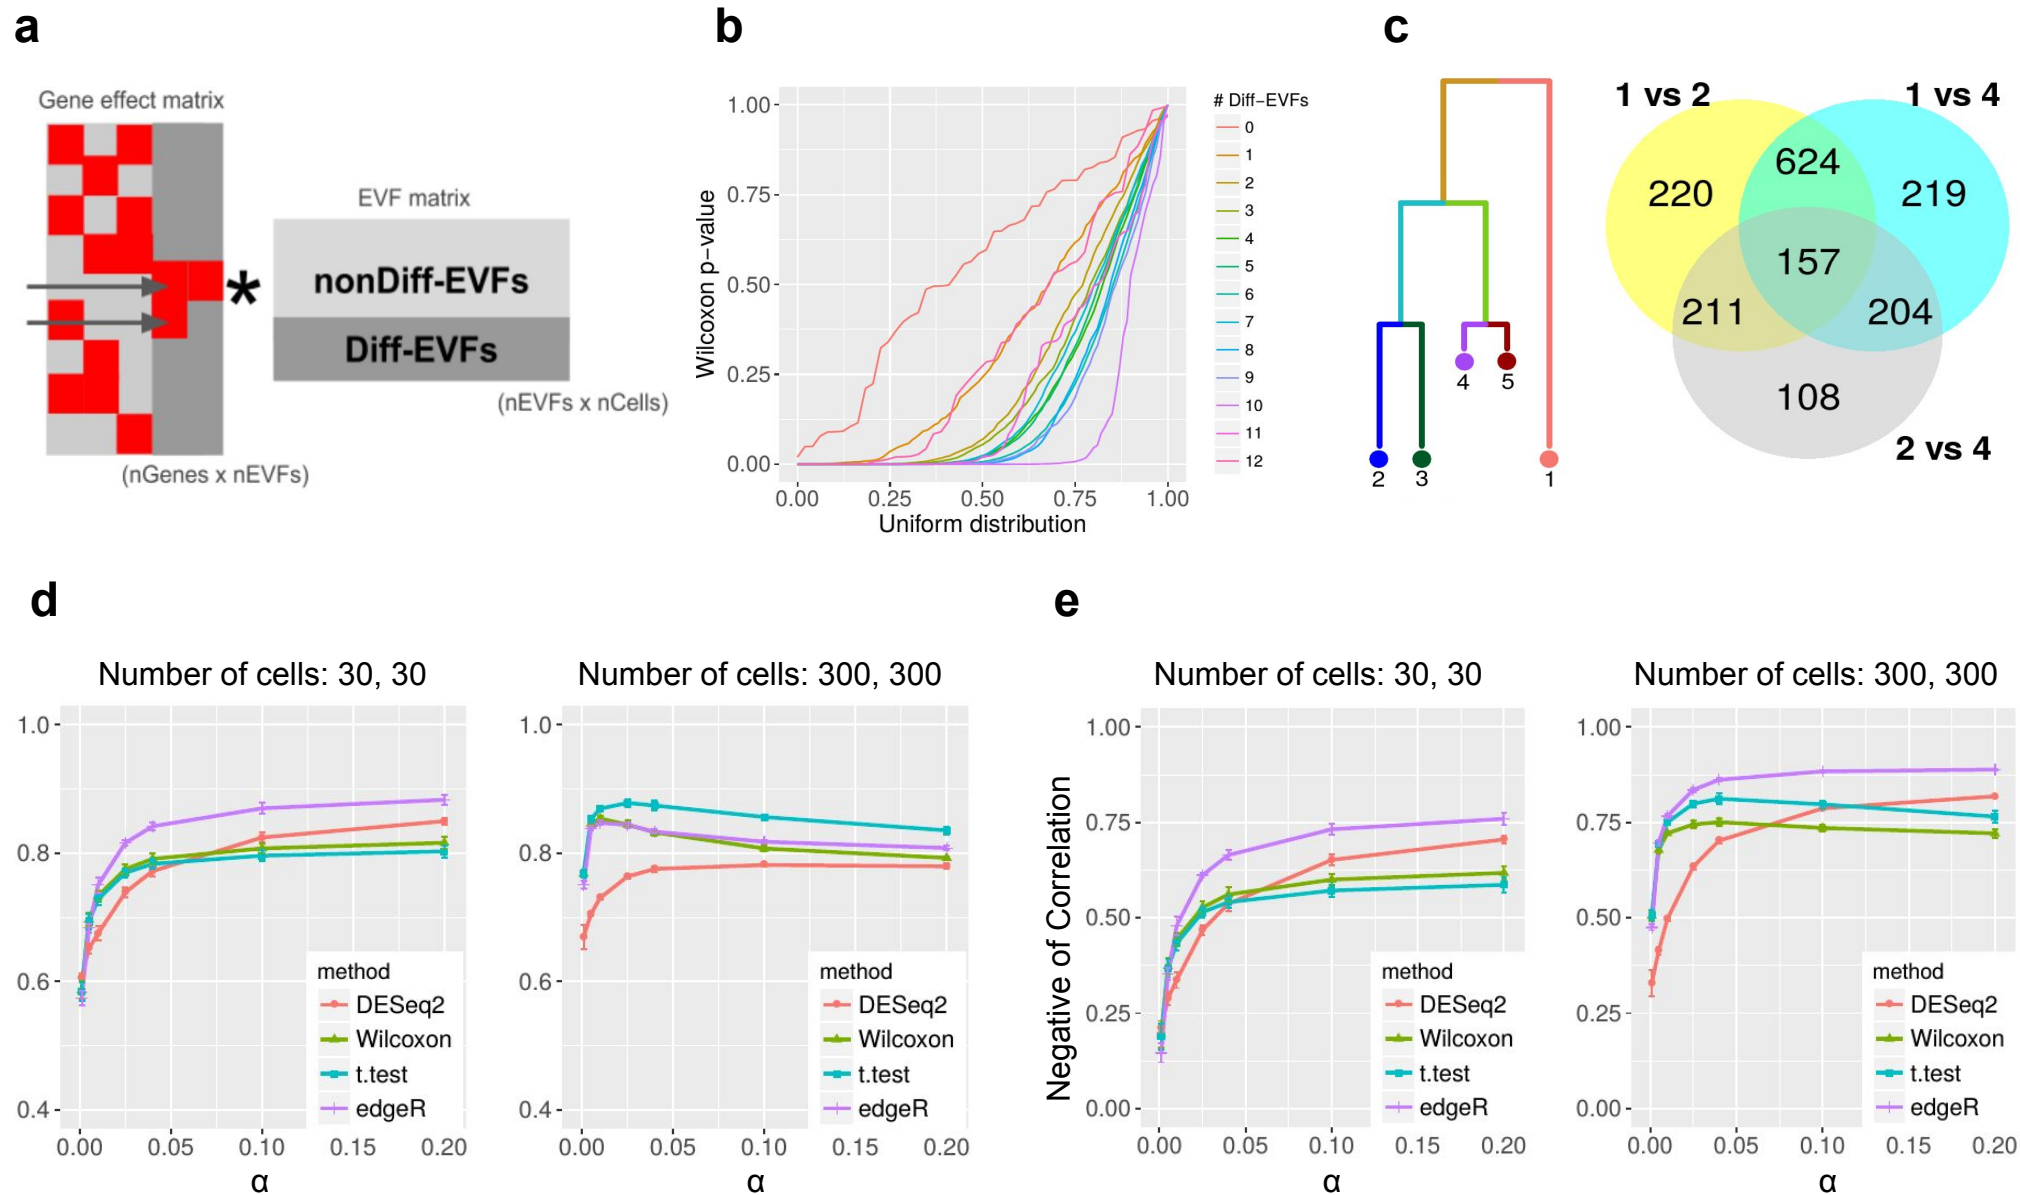 a
Gene effect matrix
*
EVF matrix
nonDiff-EVFs
Diff-EVFs
(nEVFs x nCells)
(nGenes x nEVFs)
b
Wilcoxon p-value
1.00
0.75
0.50
0.25
0.00
0.00 0.25 0.50 0.75 1.00
Uniform distribution
# Diff-EVFs
0
1
2
3
4
5
6
7
8
9
10
11
12
c
4 5
2 3 1
1 vs 2 1 vs 4
624
220 219
157
211 204
108
2 vs 4
d
Number of cells: 30, 30
1.0
0.8
0.6
0.4
method
DESeq2
Wilcoxon
t.test
edgeR
0.00 0.05 0.10 0.15 0.20
α
Number of cells: 300, 300
1.0
0.8
0.6
0.4
method
DESeq2
Wilcoxon
t.test
edgeR
0.00 0.05 0.10 0.15 0.20
α
e
Negative of Correlation
Number of cells: 30, 30
1.00
0.75
0.50
0.25
0.00
method
DESeq2
Wilcoxon
t.test
edgeR
0.00 0.05 0.10 0.15 0.20
α
Number of cells: 300, 300
1.00
0.75
0.50
0.25
0.00
method
DESeq2
Wilcoxon
t.test
edgeR
0.00 0.05 0.10 0.15 0.20
α